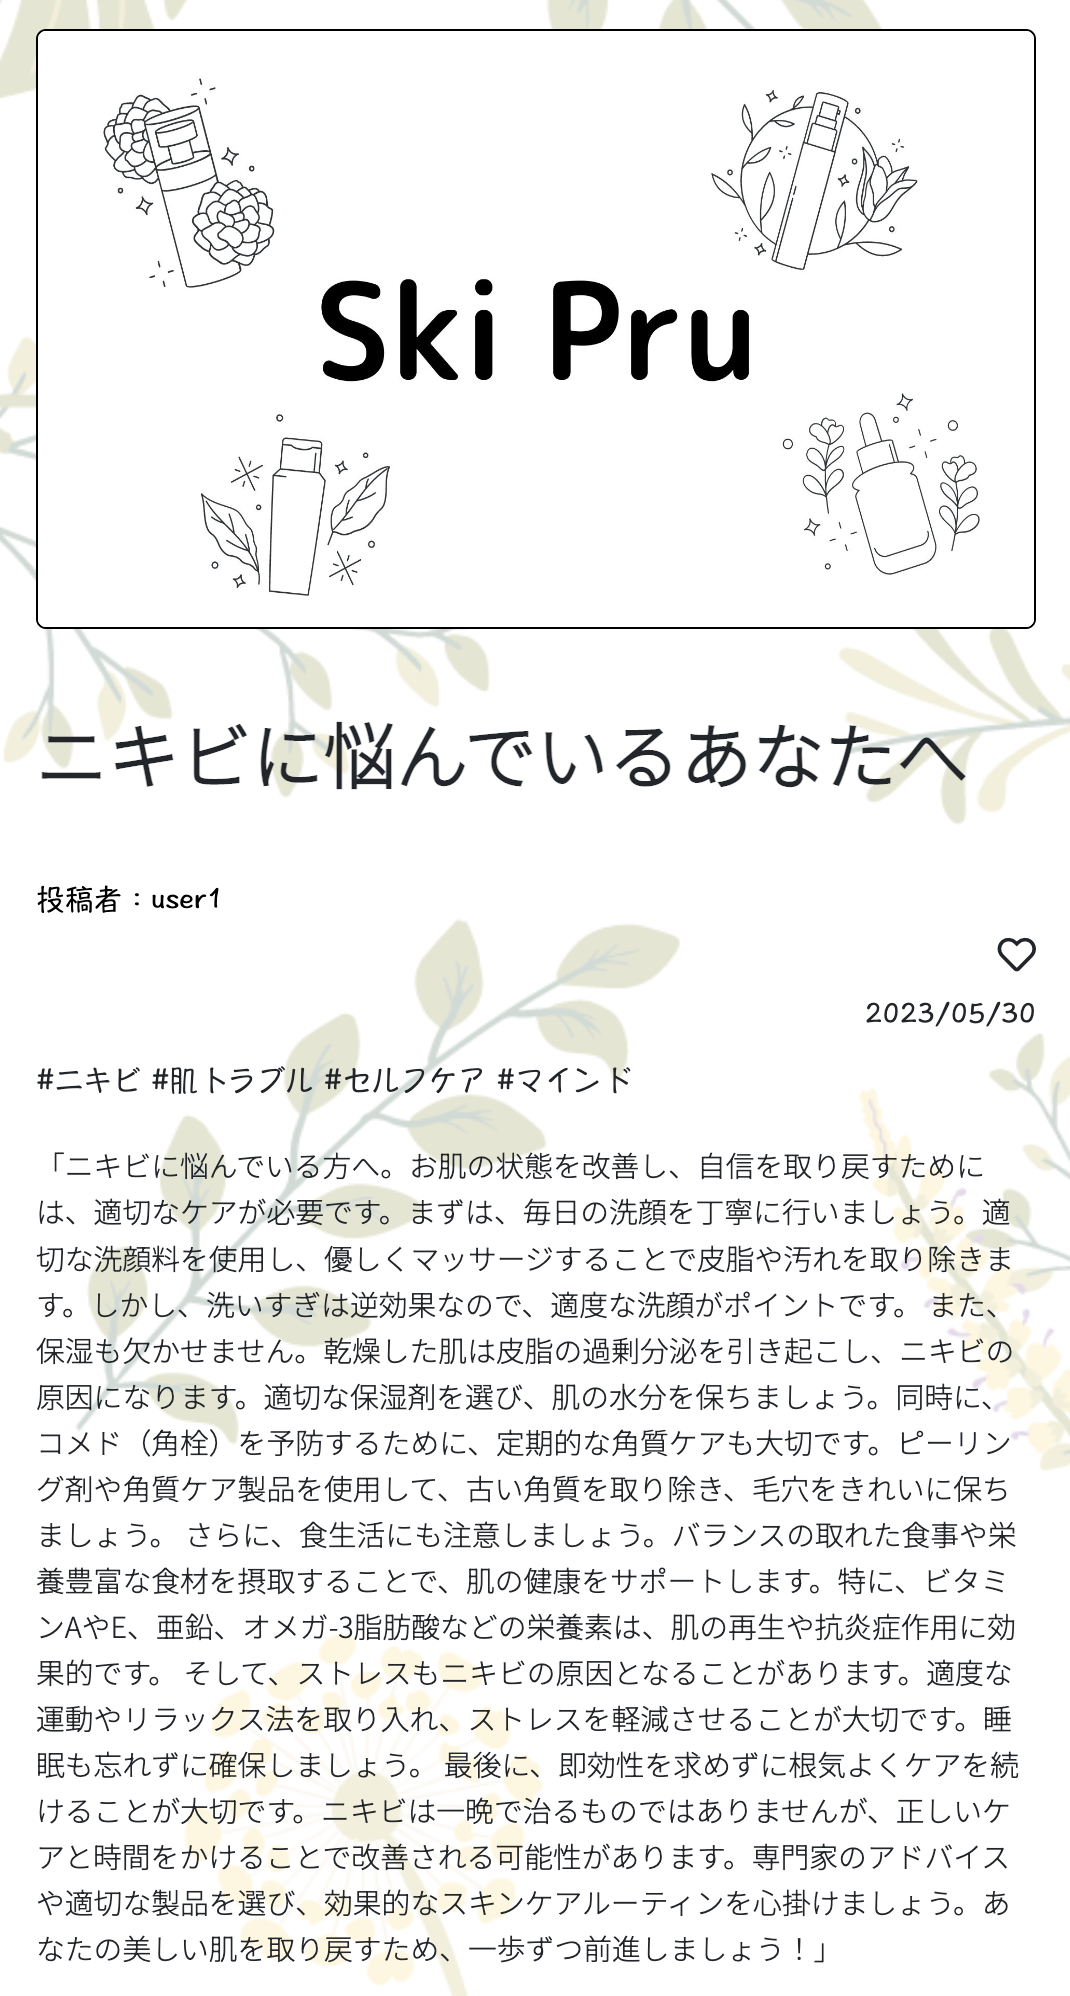 Ski Pru
ニキビに悩んでいるあなたへ
投稿者：user1
2023/05/30
#ニキビ #肌トラブル #セルフケア #マインド
「ニキビに悩んでいる方へ。お肌の状態を改善し、自信を取り戻すために
は、適切なケアが必要です。まずは、毎日の洗顔を丁寧に行いましょう。適
切な洗顔料を使用し、優しくマッサージすることで皮脂や汚れを取り除きま
す。しかし、洗いすぎは逆効果なので、適度な洗顔がポイントです。 また、
保湿も欠かせません。乾燥した肌は皮脂の過剰分泌を引き起こし、ニキビの
原因になります。適切な保湿剤を選び、肌の水分を保ちましょう。同時に、
コメド（角栓）を予防するために、定期的な角質ケアも大切です。ピーリン
グ剤や角質ケア製品を使用して、古い角質を取り除き、毛穴をきれいに保ち
ましょう。 さらに、食生活にも注意しましょう。バランスの取れた食事や栄
養豊富な食材を摂取することで、肌の健康をサポートします。特に、ビタミ
ンAやE、亜鉛、オメガ-3脂肪酸などの栄養素は、肌の再生や抗炎症作用に効
果的です。 そして、ストレスもニキビの原因となることがあります。適度な
運動やリラックス法を取り入れ、ストレスを軽減させることが大切です。睡
眠も忘れずに確保しましょう。 最後に、即効性を求めずに根気よくケアを続
けることが大切です。ニキビは一晩で治るものではありませんが、正しいケ
アと時間をかけることで改善される可能性があります。専門家のアドバイス
や適切な製品を選び、効果的なスキンケアルーティンを心掛けましょう。あ
なたの美しい肌を取り戻すため、一歩ずつ前進しましょう！」